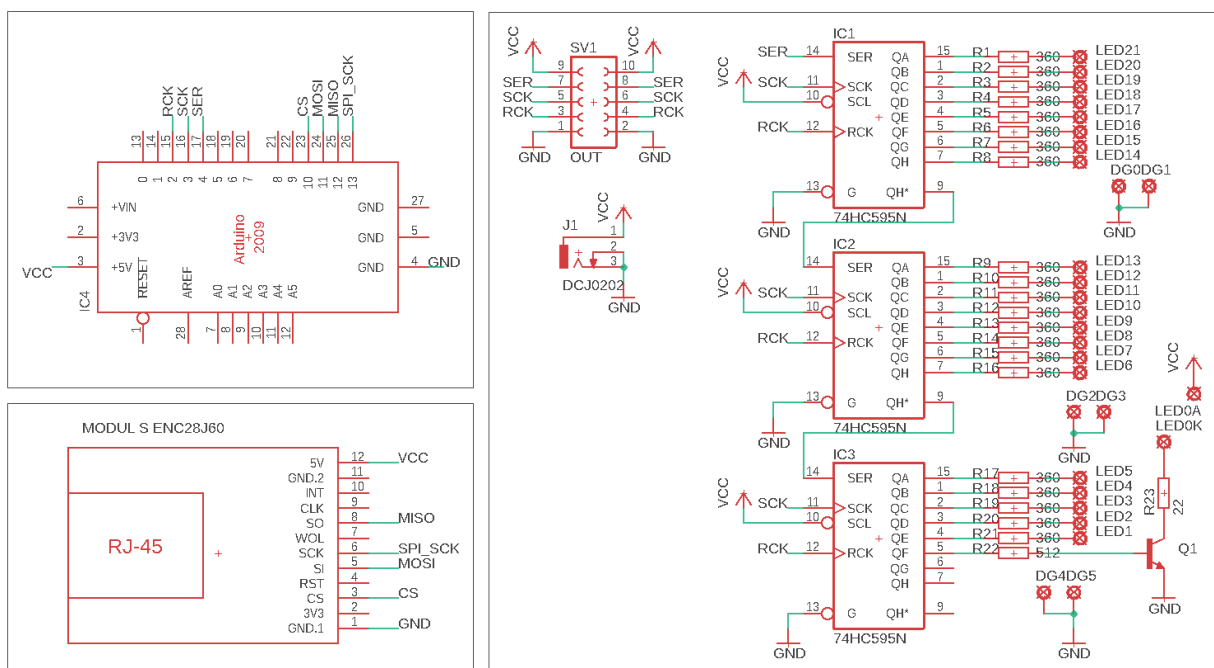 RCK
SCK
SER
CS
MOSI
MISO
SPI_SCK
13 14 15 16 17 18 19 20 21 22 23 24 25 26
0 1 2 3 4 5 6 7 8 9 10 11 12 13
6 +VIN GND 27
2 +3V3 GND 5
VCC 3 +5V GND 4 GND
Arduino
2009
IC4
RESET AREF A0 A1 A2 A3 A4 A5
1 28 7 8 9 10 11 12
MODUL S ENC28J60
RJ-45
5V 12 VCC
GND.2 11
INT 10
CLK 9
SO 8 MISO
WOL 7
SCK 6 SPI_SCK
SI 5 MOSI
RST 4
CS 3 CS
3V3 2
GND.1 1 GND
VCC SV1 VCC
9 10
SER 7 8 SER
SCK 5 6 SCK
RCK 3 4 RCK
1 2
GND OUT GND
VCC
J1 1
2
3
DCJ0202
GND
IC1
SER 14 SER QA 15 R1 360 LED21
QB 1 R2 360 LED20
VCC SCK 11 SCK QC 2 R3 360 LED19
10 SCL QD 3 R4 360 LED18
QE 4 R5 360 LED17
RCK 12 RCK QF 5 R6 360 LED16
QG 6 R7 360 LED15
QH 7 R8 360 LED14
13 G QH* 9
GND 74HC595N
DG0DG1
GND
IC2
14 SER QA 15 R9 360 LED13
QB 1 R10 360 LED12
VCC SCK 11 SCK QC 2 R11 360 LED11
10 SCL QD 3 R12 360 LED10
QE 4 R13 360 LED9
RCK 12 RCK QF 5 R14 360 LED8
QG 6 R15 360 LED7
QH 7 R16 360 LED6
13 G QH* 9
GND 74HC595N
DG2DG3
GND
VCC
LED0A
LED0K
R23 22
IC3
14 SER QA 15 R17 360 LED5
QB 1 R18 360 LED4
VCC SCK 11 SCK QC 2 R19 360 LED3
10 SCL QD 3 R20 360 LED2
QE 4 R21 360 LED1
RCK 12 RCK QF 5 R22 512 Q1
QG 6
QH 7
13 G QH* 9
GND 74HC595N
DG4DG5
GND
GND